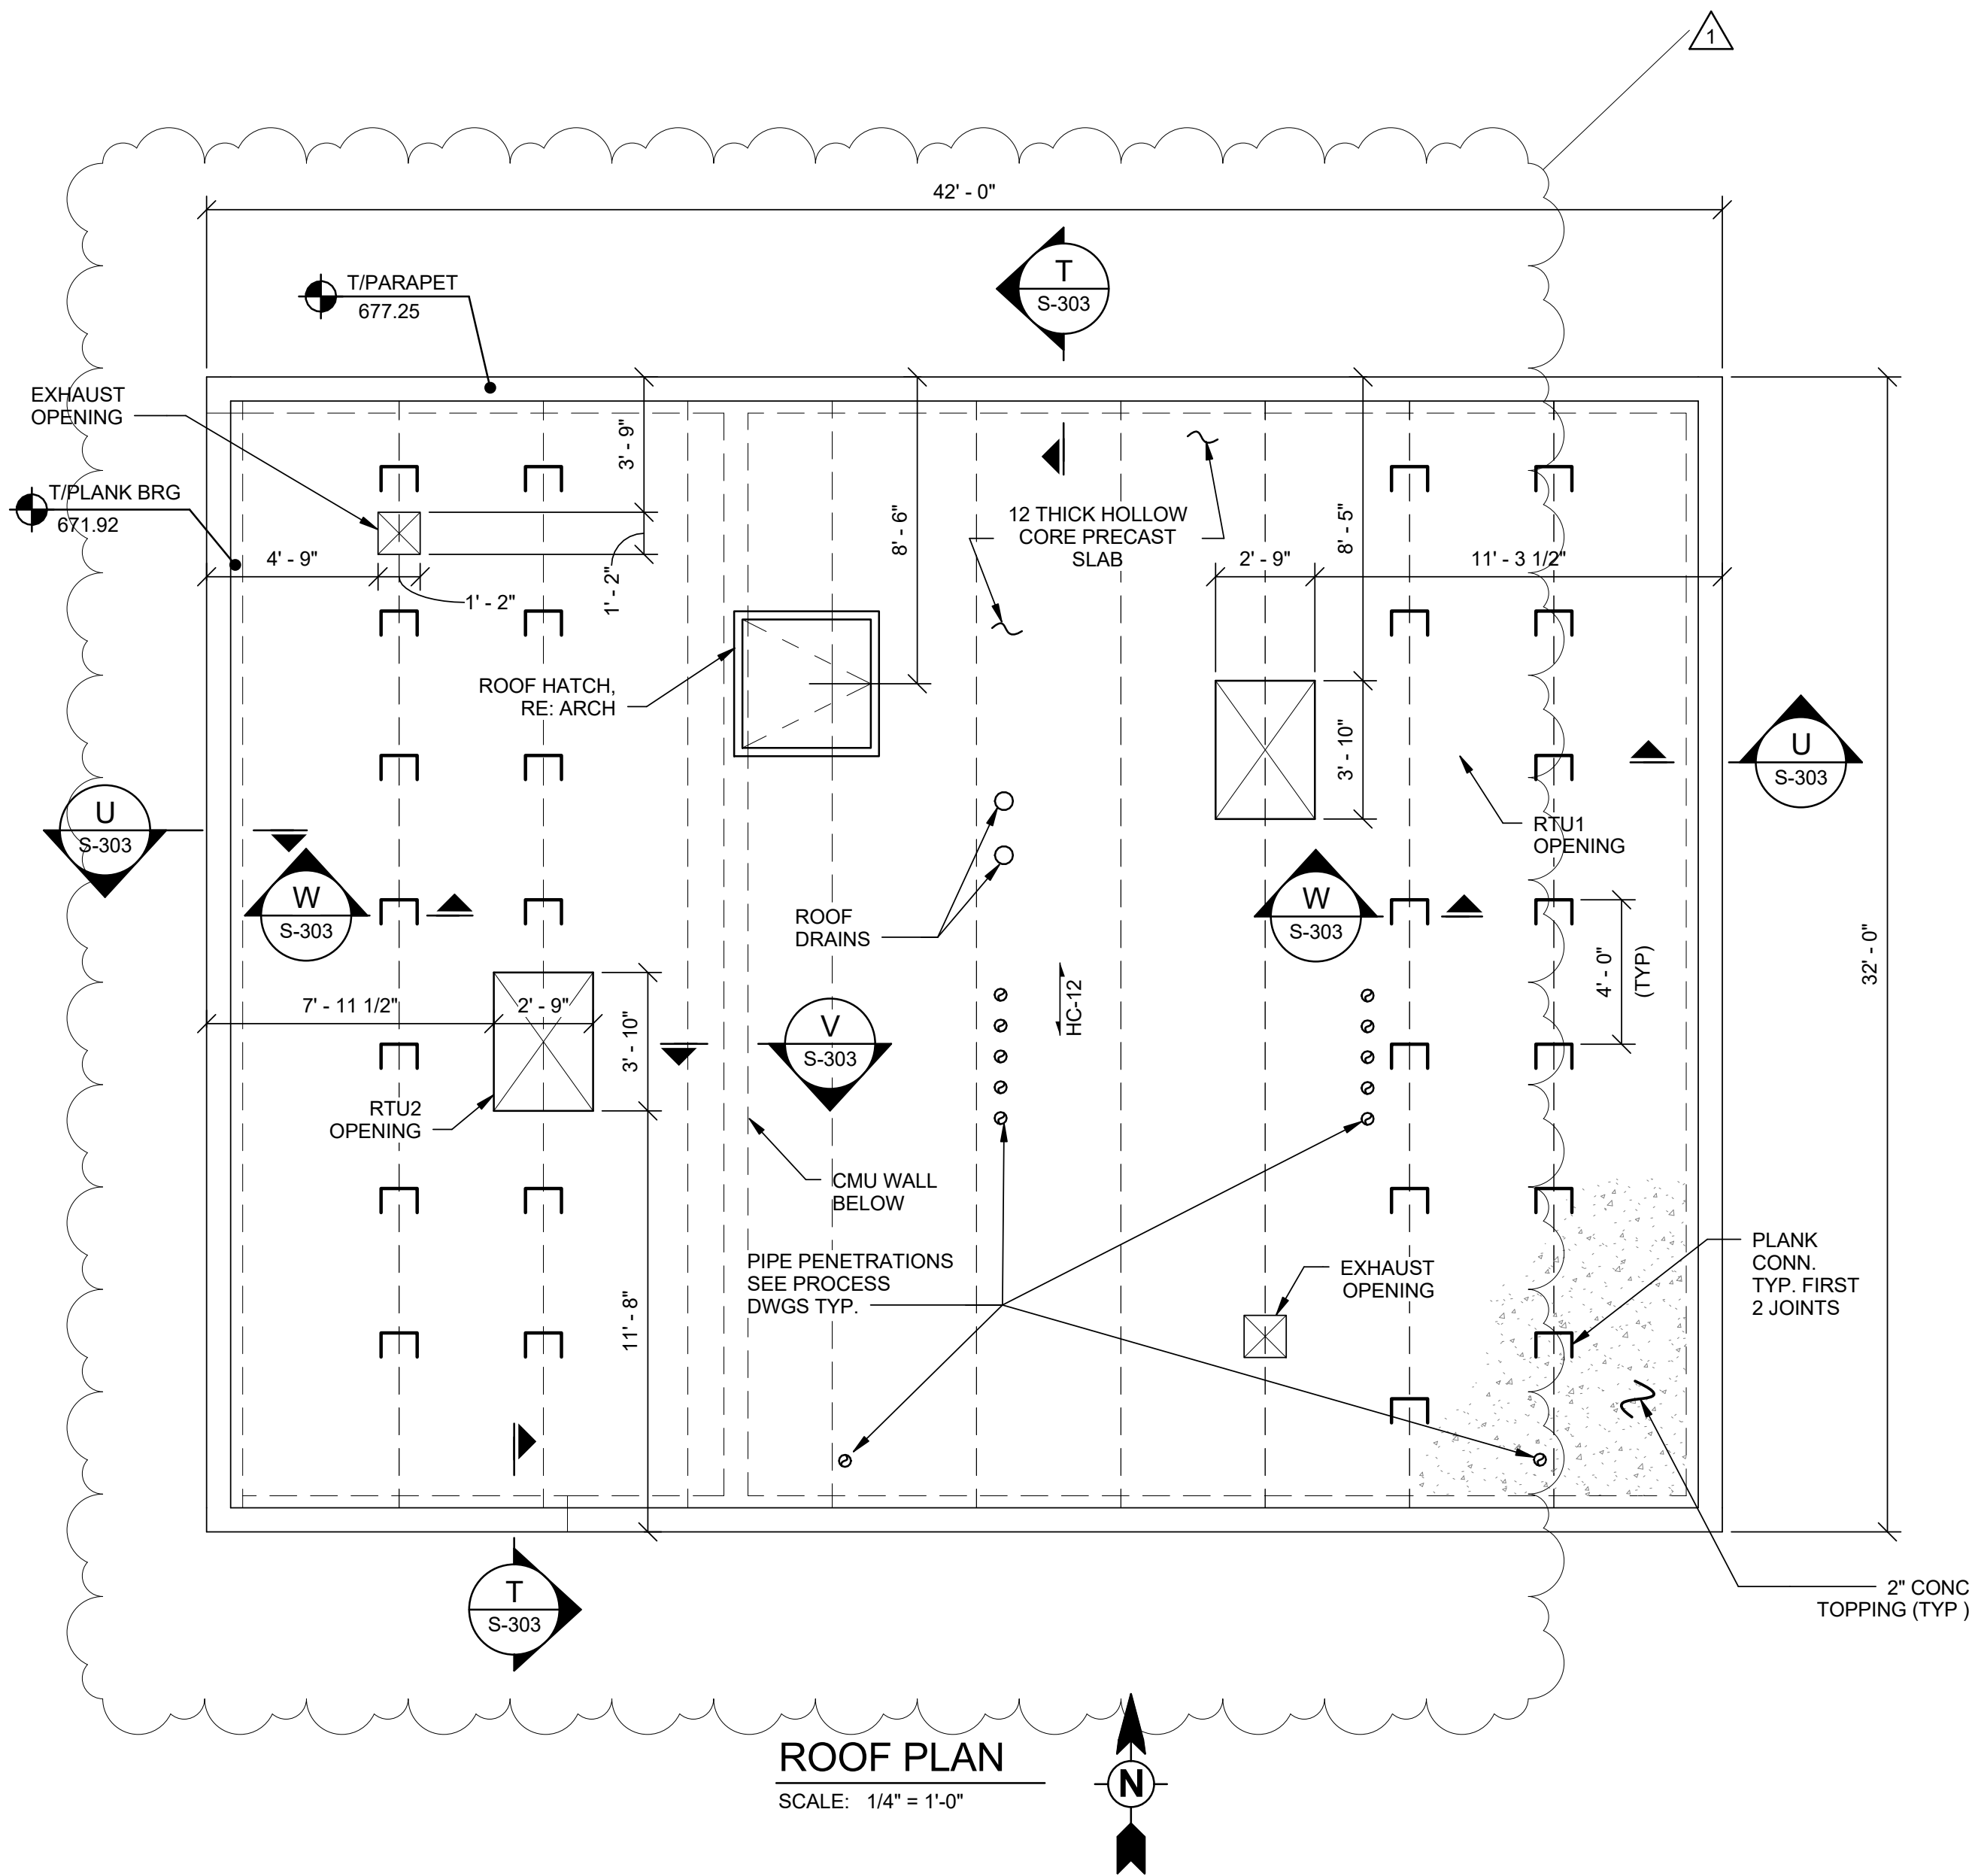 1
42' - 0"
T/PARAPET
677.25
T
S-303
EXHAUST
OPENING
T/PLANK BRG
671.92
4' - 9"
1' - 2"
3' - 9"
1' - 2"
8' - 6"
12 THICK HOLLOW
CORE PRECAST
SLAB
2' - 9"
8' - 5"
11' - 3 1/2"
ROOF HATCH,
RE: ARCH
3' - 10"
U
S-303
U
S-303
RTU1
OPENING
W
S-303
ROOF
DRAINS
W
S-303
4' - 0"
(TYP)
32' - 0"
7' - 11 1/2"
2' - 9"
3' - 10"
V
S-303
HC-12
RTU2
OPENING
CMU WALL
BELOW
PIPE PENETRATIONS
SEE PROCESS
DWGS TYP.
EXHAUST
OPENING
PLANK
CONN.
TYP. FIRST
2 JOINTS
11' - 8"
T
S-303
2" CONC
TOPPING (TYP )
ROOF PLAN
SCALE: 1/4" = 1'-0"
N